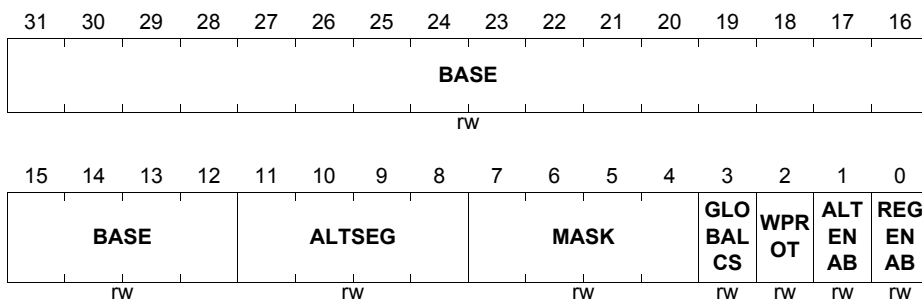 31 30 29 28 27 26 25 24 23 22 21 20 19 18 17 16
BASE
rw
15 14 13 12 11 10 9 8 7 6 5 4 3 2 1 0
BASE ALTSEG MASK GLO BAL CS WPR OT ALT EN AB REG EN AB
rw rw rw rw rw rw rw